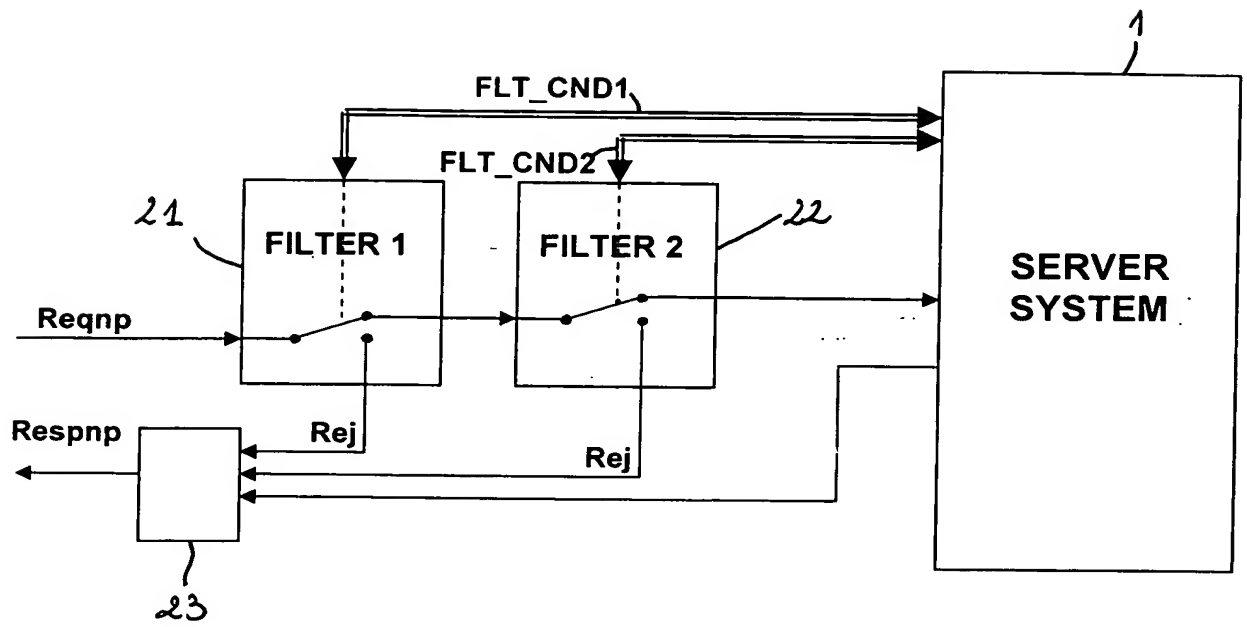 1
FLT_CND1
FLT_CND2
21
FILTER 1
FILTER 2
22
SERVER
SYSTEM
Reqnp
Respnp
Rej
Rej
23